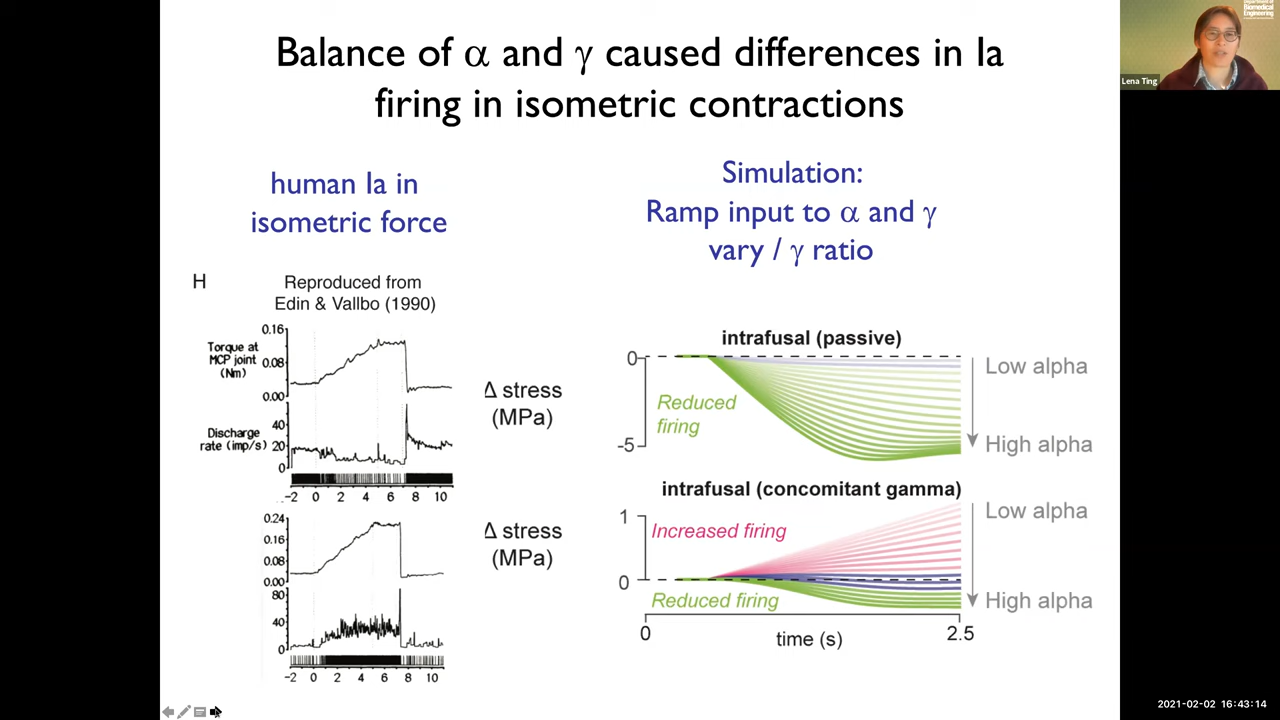 Balance of α and γ caused differences in Ia
firing in isometric contractions
human Ia in
isometric force
Simulation:
Ramp input to α and γ
vary / γ ratio
H
Reproduced from
Edin & Vallbo (1990)
Torque at
MCP joint
(Nm)
0.16
0.08
0.00
Discharge
rate (imp/s)
40
20
0
-2 0 2 4 6 8 10
0.24
0.16
0.08
0.00
80
40
0
-2 0 2 4 6 8 10
Δ stress
(MPa)
Δ stress
(MPa)
intrafusal (passive)
0
-5
Reduced
firing
Low alpha
High alpha
intrafusal (concomitant gamma)
1
0
Increased firing
Reduced firing
Low alpha
High alpha
0 2.5
time (s)
Biomedical
Engineering
Lena Ting
2021-02-02 16:43:14